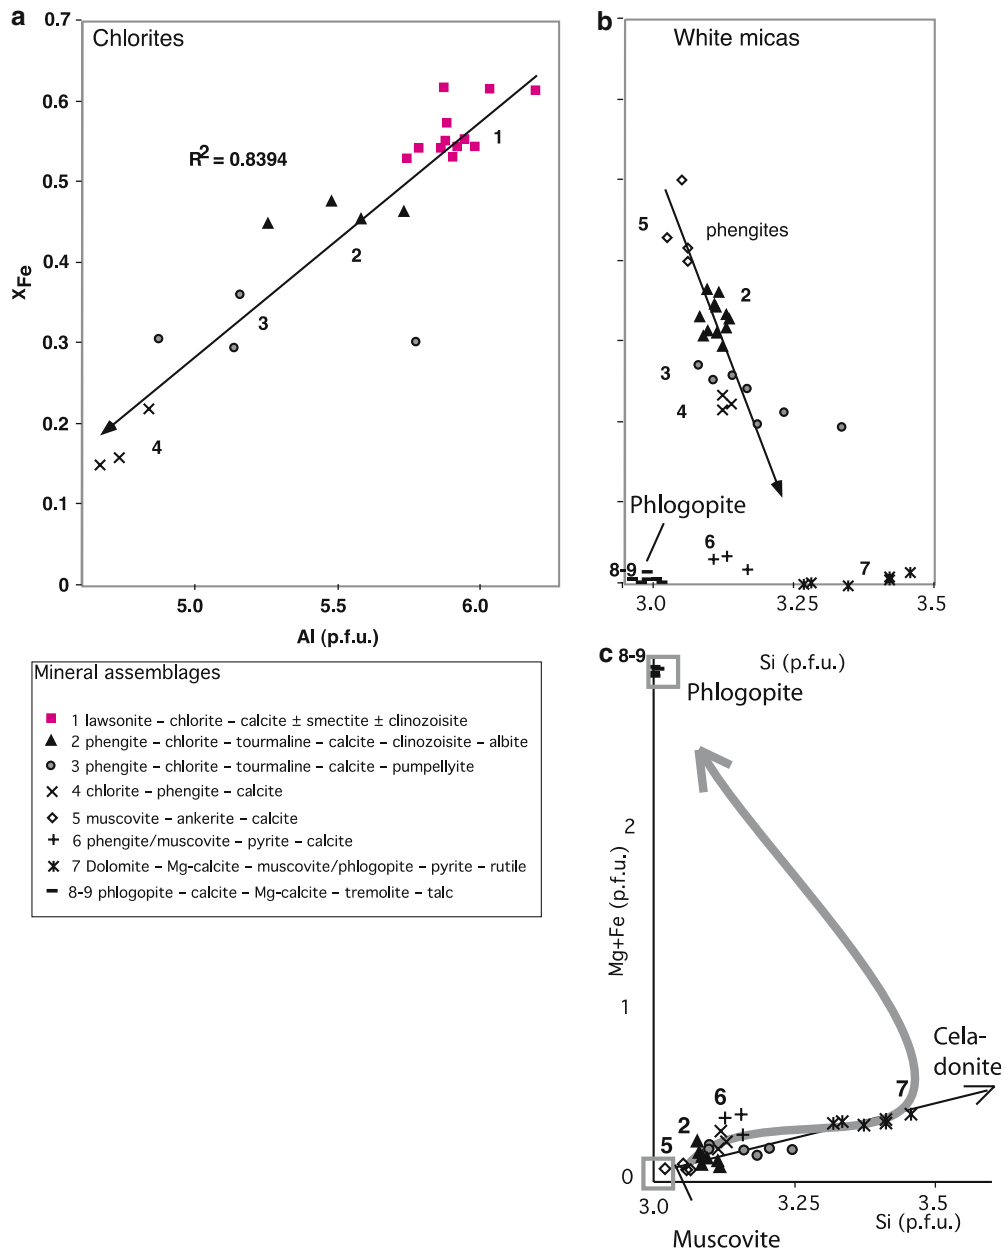 a
Chlorites
0.7
0.6
0.5
0.4
0.3
0.2
0.1
0
xFe
R2 = 0.8394
1
2
3
4
5.0
5.5
6.0
Al (p.f.u.)
b
White micas
5
phengites
2
3
4
Phlogopite
6
8-9
7
3.0
3.25
3.5
Si (p.f.u.)
Mineral assemblages
1 lawsonite – chlorite – calcite ± smectite ± clinozoisite
2 phengite – chlorite – tourmaline – calcite – clinozoisite – albite
3 phengite – chlorite – tourmaline – calcite – pumpellyite
4 chlorite – phengite – calcite
5 muscovite – ankerite – calcite
6 phengite/muscovite – pyrite – calcite
7 Dolomite – Mg-calcite – muscovite/phlogopite – pyrite – rutile
8-9 phlogopite – calcite – Mg-calcite – tremolite – talc
c
8-9
Phlogopite
2
1
0
Mg+Fe (p.f.u.)
Cela-
donite
7
6
2
5
3.0
3.25
3.5
Si (p.f.u.)
Muscovite